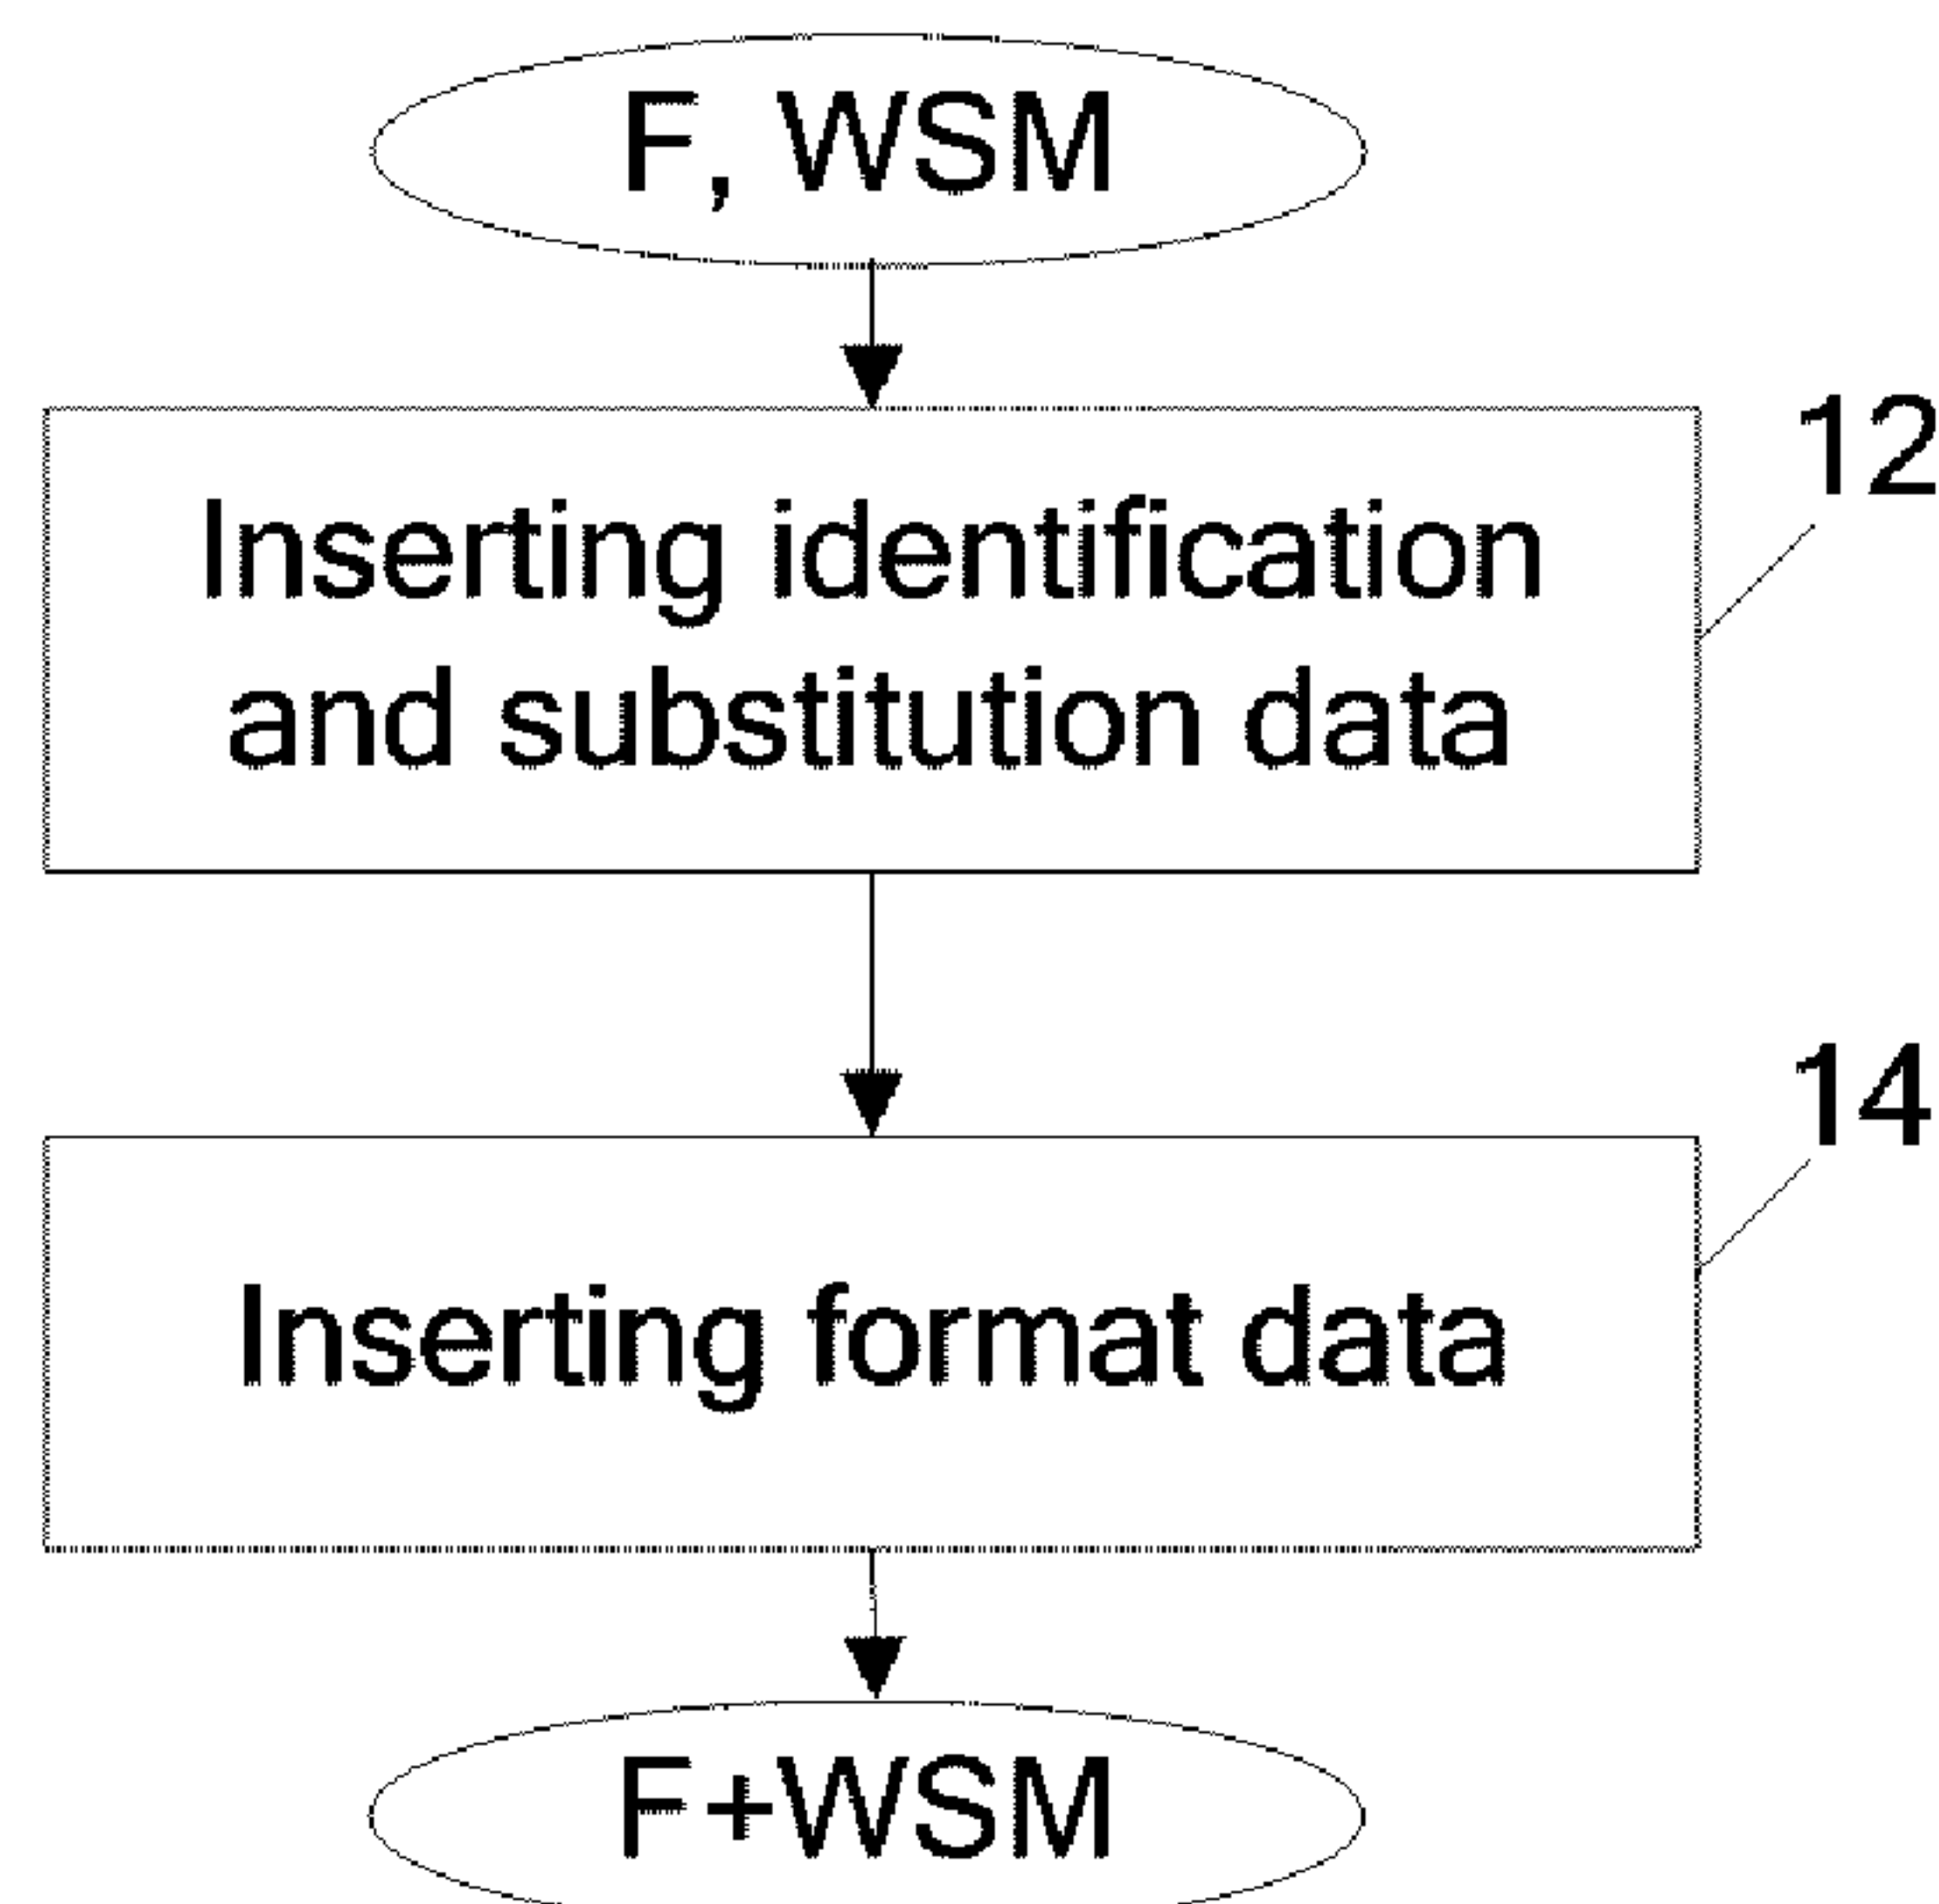 F, WSM
12
Inserting identification
and substitution data
14
Inserting format data
F+WSM